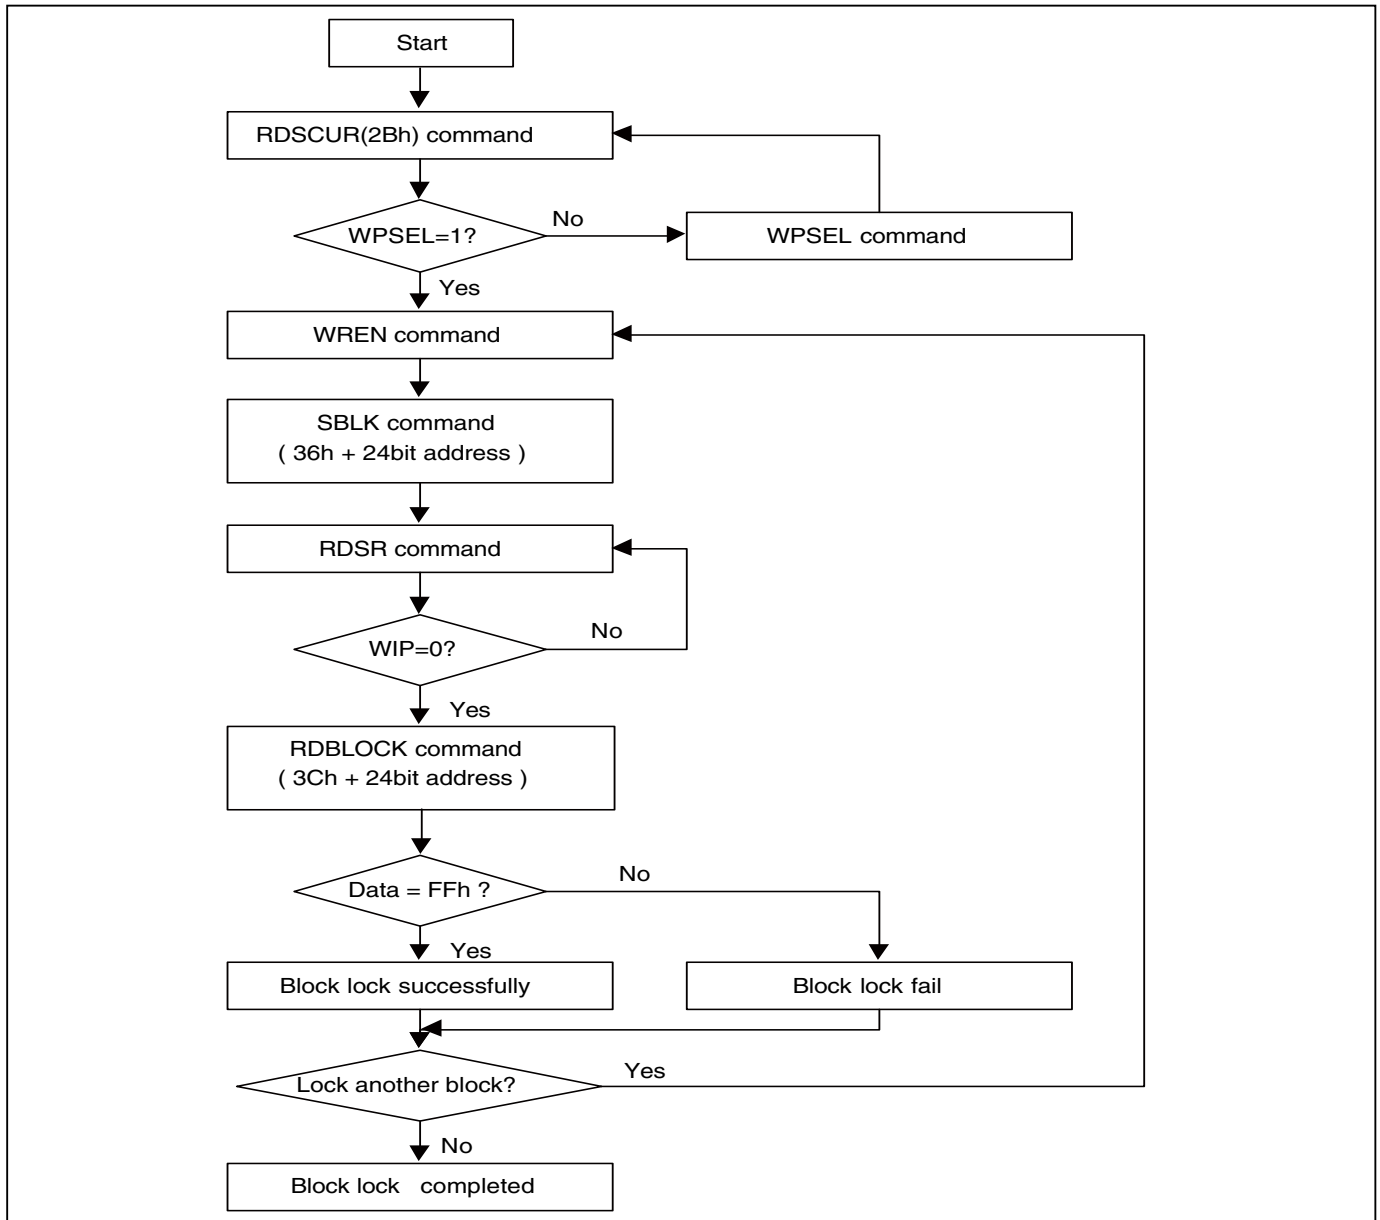 Start
RDSCUR(2Bh) command
WPSEL=1?
No
WPSEL command
Yes
WREN command
SBLK command
( 36h + 24bit address )
RDSR command
WIP=0?
No
Yes
RDBLOCK command
( 3Ch + 24bit address )
Data = FFh ?
No
Yes
Block lock successfully
Block lock fail
Lock another block?
Yes
No
Block lock completed